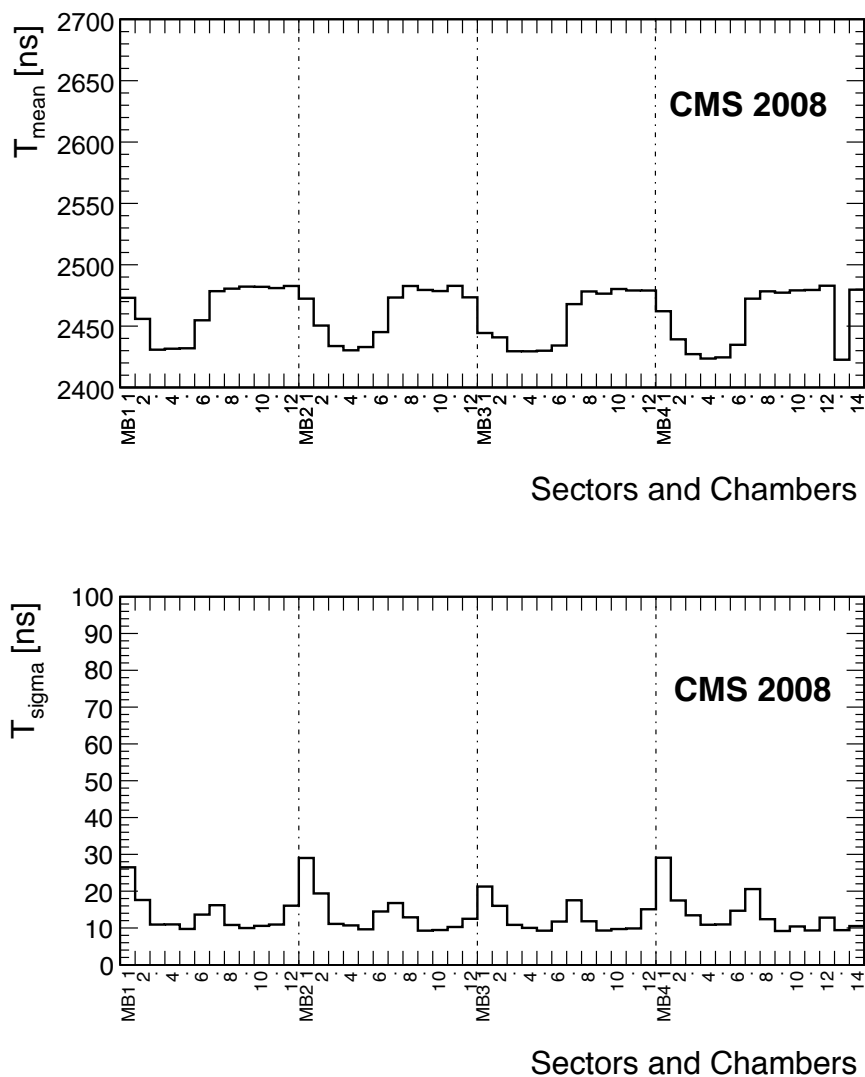 2700
2650
2600
2550
2500
2450
2400
T_mean [ns]
CMS 2008
MB1 1 2 . 4 . 6 . 8 . 10 . 12 MB2 1 2 . 4 . 6 . 8 . 10 . 12 MB3 1 2 . 4 . 6 . 8 . 10 . 12 MB4 1 2 . 4 . 6 . 8 . 10 . 12 . 14
Sectors and Chambers
100
90
80
70
60
50
40
30
20
10
0
T_sigma [ns]
CMS 2008
MB1 1 2 . 4 . 6 . 8 . 10 . 12 MB2 1 2 . 4 . 6 . 8 . 10 . 12 MB3 1 2 . 4 . 6 . 8 . 10 . 12 MB4 1 2 . 4 . 6 . 8 . 10 . 12 . 14
Sectors and Chambers